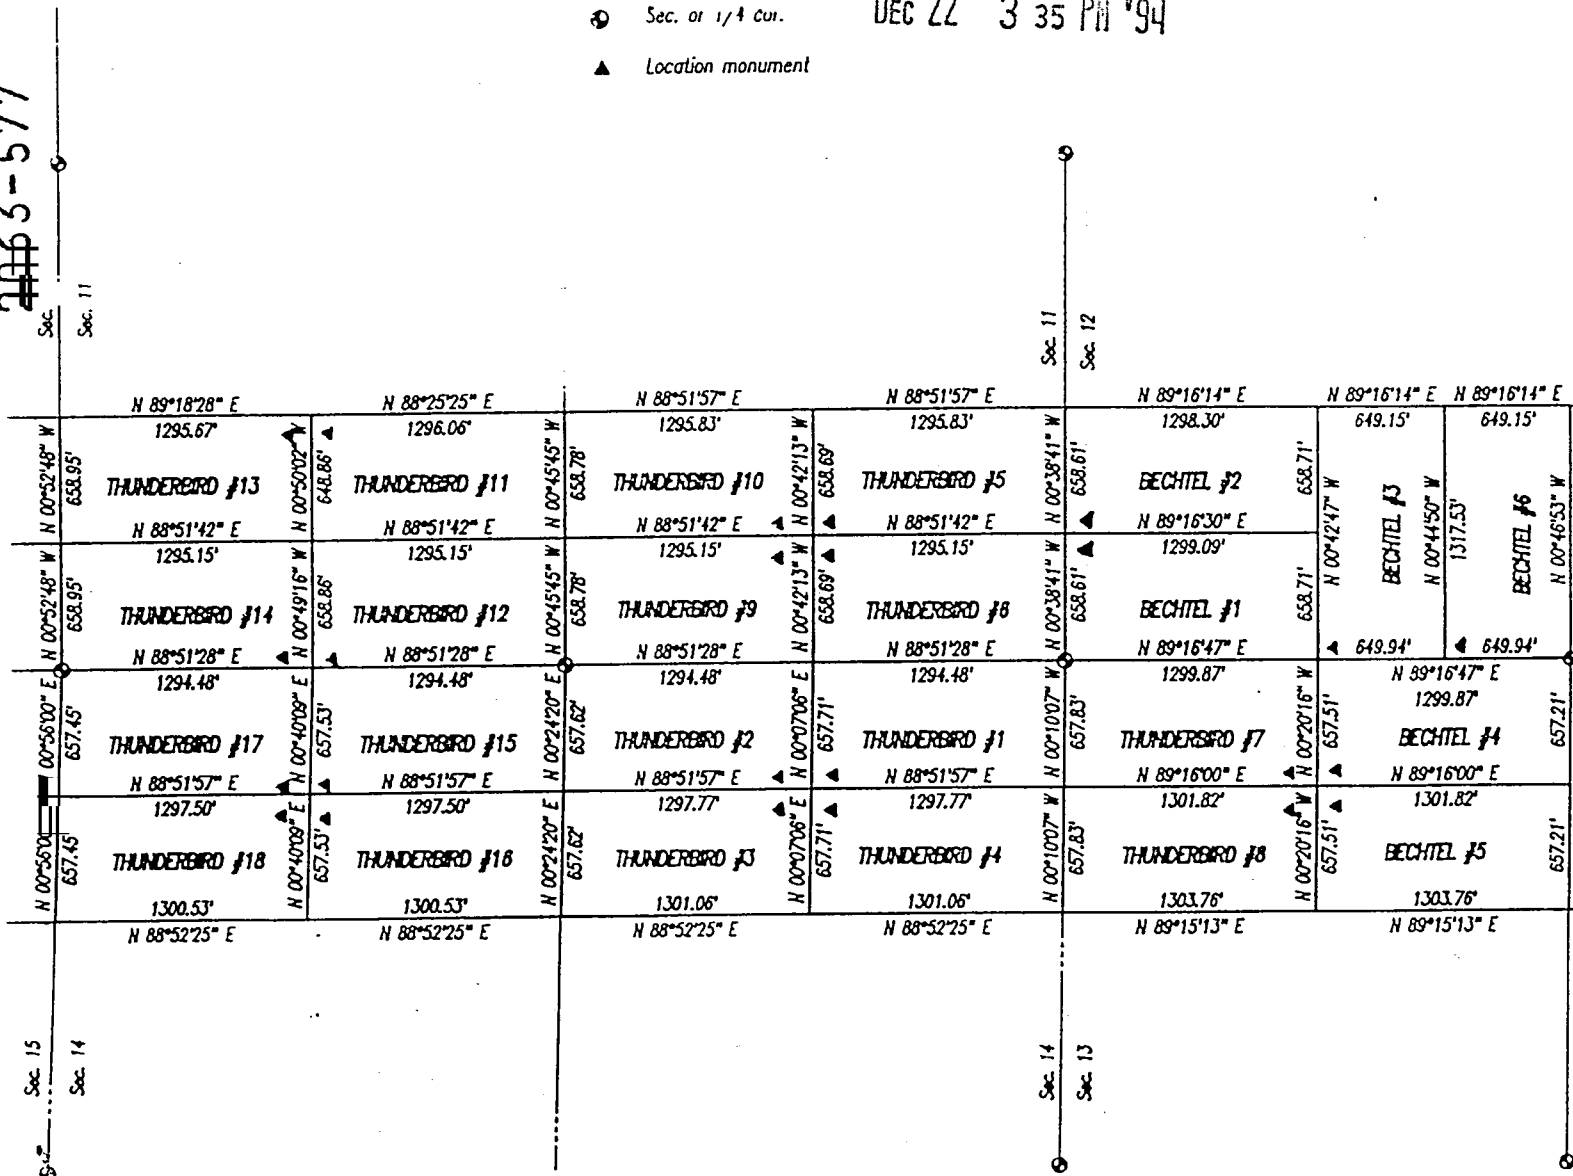 Sec. or 1/4 cor.
DEC 22 3 35 PM '94
Location monument
Sec.
Sec. 11
Sec. 11
Sec. 12
N 89°18'28" E N 88°25'25" E N 88°51'57" E N 88°51'57" E N 89°16'14" E N 89°16'14" E N 89°16'14" E
1295.67' 1296.06' 1295.83' 1295.83' 1298.30' 649.15' 649.15'
N 00°52'48" W 658.95' N 00°50'02" W 648.86' N 00°45'45" W 658.78' N 00°42'13" W 658.69' N 00°38'41" W 658.61' 658.71'
THUNDERBIRD #13 THUNDERBIRD #11 THUNDERBIRD #10 THUNDERBIRD #5 BECHTEL #2
N 00°42'47" W BECHTEL #3 N 00°44'50" W 1317.53' BECHTEL #6 N 00°46'53" W
N 88°51'42" E N 88°51'42" E N 88°51'42" E N 88°51'42" E N 89°16'30" E
1295.15' 1295.15' 1295.15' 1295.15' 1299.09'
N 00°52'48" W 658.95' N 00°49'16" W 658.86' N 00°45'45" W 658.78' N 00°42'13" W 658.69' N 00°38'41" W 658.61' 658.71'
THUNDERBIRD #14 THUNDERBIRD #12 THUNDERBIRD #9 THUNDERBIRD #6 BECHTEL #1
N 88°51'28" E N 88°51'28" E N 88°51'28" E N 88°51'28" E N 89°16'47" E 649.94' 649.94'
1294.48' 1294.48' 1294.48' 1294.48' 1299.87' N 89°16'47" E
1299.87'
00°56'00" E 657.45' N 00°40'09" E 657.53' N 00°24'20" E 657.62' N 00°07'06" E 657.71' N 00°10'07" W 657.83' N 00°20'16" W 657.51' 657.21'
THUNDERBIRD #17 THUNDERBIRD #15 THUNDERBIRD #2 THUNDERBIRD #1 THUNDERBIRD #7 BECHTEL #4
N 88°51'57" E N 88°51'57" E N 88°51'57" E N 88°51'57" E N 89°16'00" E N 89°16'00" E
1297.50' 1297.50' 1297.77' 1297.77' 1301.82' 1301.82'
N 00°56'00 657.45' N 00°40'09" E 657.53' N 00°24'20" E 657.62' N 00°07'06" E 657.71' N 00°10'07" W 657.83' N 00°20'16" W 657.51' 657.21'
THUNDERBIRD #18 THUNDERBIRD #16 THUNDERBIRD #3 THUNDERBIRD #4 THUNDERBIRD #8 BECHTEL #5
1300.53' 1300.53' 1301.06' 1301.06' 1303.76' 1303.76'
N 88°52'25" E N 88°52'25" E N 88°52'25" E N 88°52'25" E N 89°15'13" E N 89°15'13" E
Sec. 15
Sec. 14
Sec. 14
Sec. 13